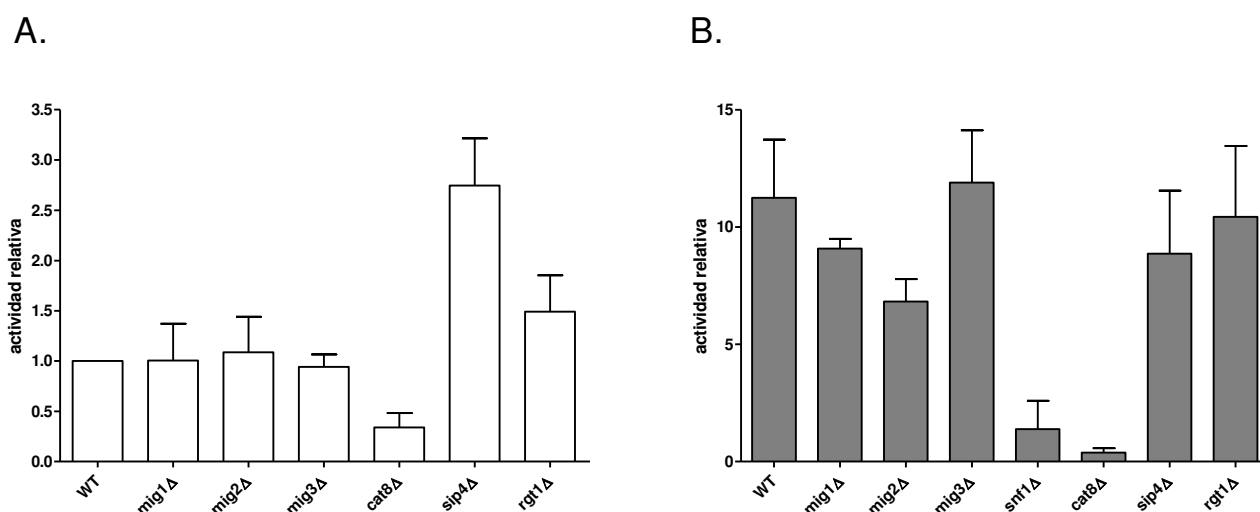 A.
B.
actividad relativa
3.5
3.0
2.5
2.0
1.5
1.0
0.5
0.0
WT
mig1Δ
mig2Δ
mig3Δ
cat8Δ
sip4Δ
rgt1Δ
actividad relativa
15
10
5
0
WT
mig1Δ
mig2Δ
mig3Δ
snf1Δ
cat8Δ
sip4Δ
rgt1Δ